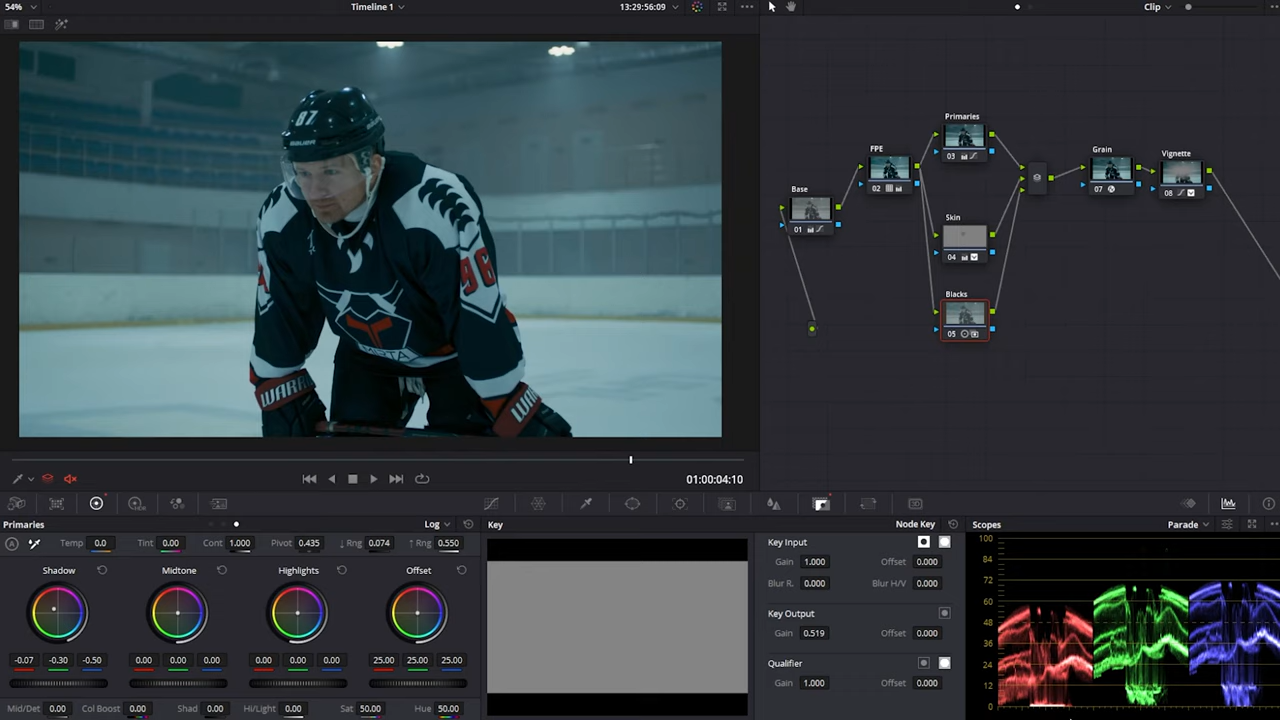 54%
Timeline 1
13:29:56:09
Clip
87
BAUER
96
WARR
WAR
Primaries
03
FPE
02
Base
01
Skin
04
Blacks
05
Grain
07
Vignette
08
01:00:04:10
Primaries
Log
Temp 0.0
Tint 0.00
Cont 1.000
Pivot 0.435
↓ Rng 0.074
↑ Rng 0.550
Shadow
Midtone
Highlights
Offset
-0.07 -0.30 -0.50
0.00 0.00 0.00
0.00 0.00 0.00
25.00 25.00 25.00
Mid/Det 0.00
Col Boost 0.00
Shad 0.00
Hi/Light 0.00
Sat 50.00
Hue 50.00
Key
Node Key
Key Input
Gain 1.000
Offset 0.000
Blur R. 0.000
Blur H/V 0.000
Key Output
Gain 0.519
Offset 0.000
Qualifier
Gain 1.000
Offset 0.000
Scopes
Parade
100
84
72
60
48
36
24
12
0